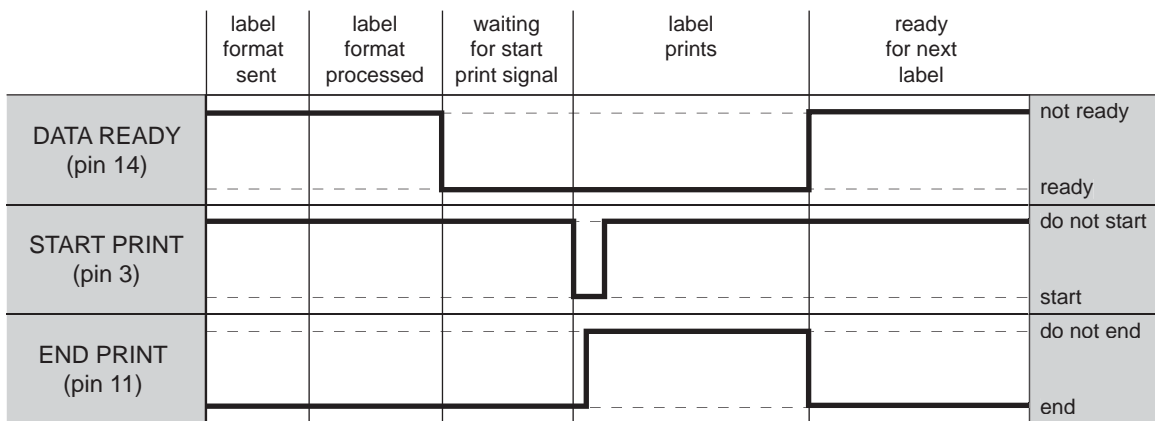 label
format
sent
label
format
processed
waiting
for start
print signal
label
prints
ready
for next
label
DATA READY
(pin 14)
not ready
ready
START PRINT
(pin 3)
do not start
start
END PRINT
(pin 11)
do not end
end